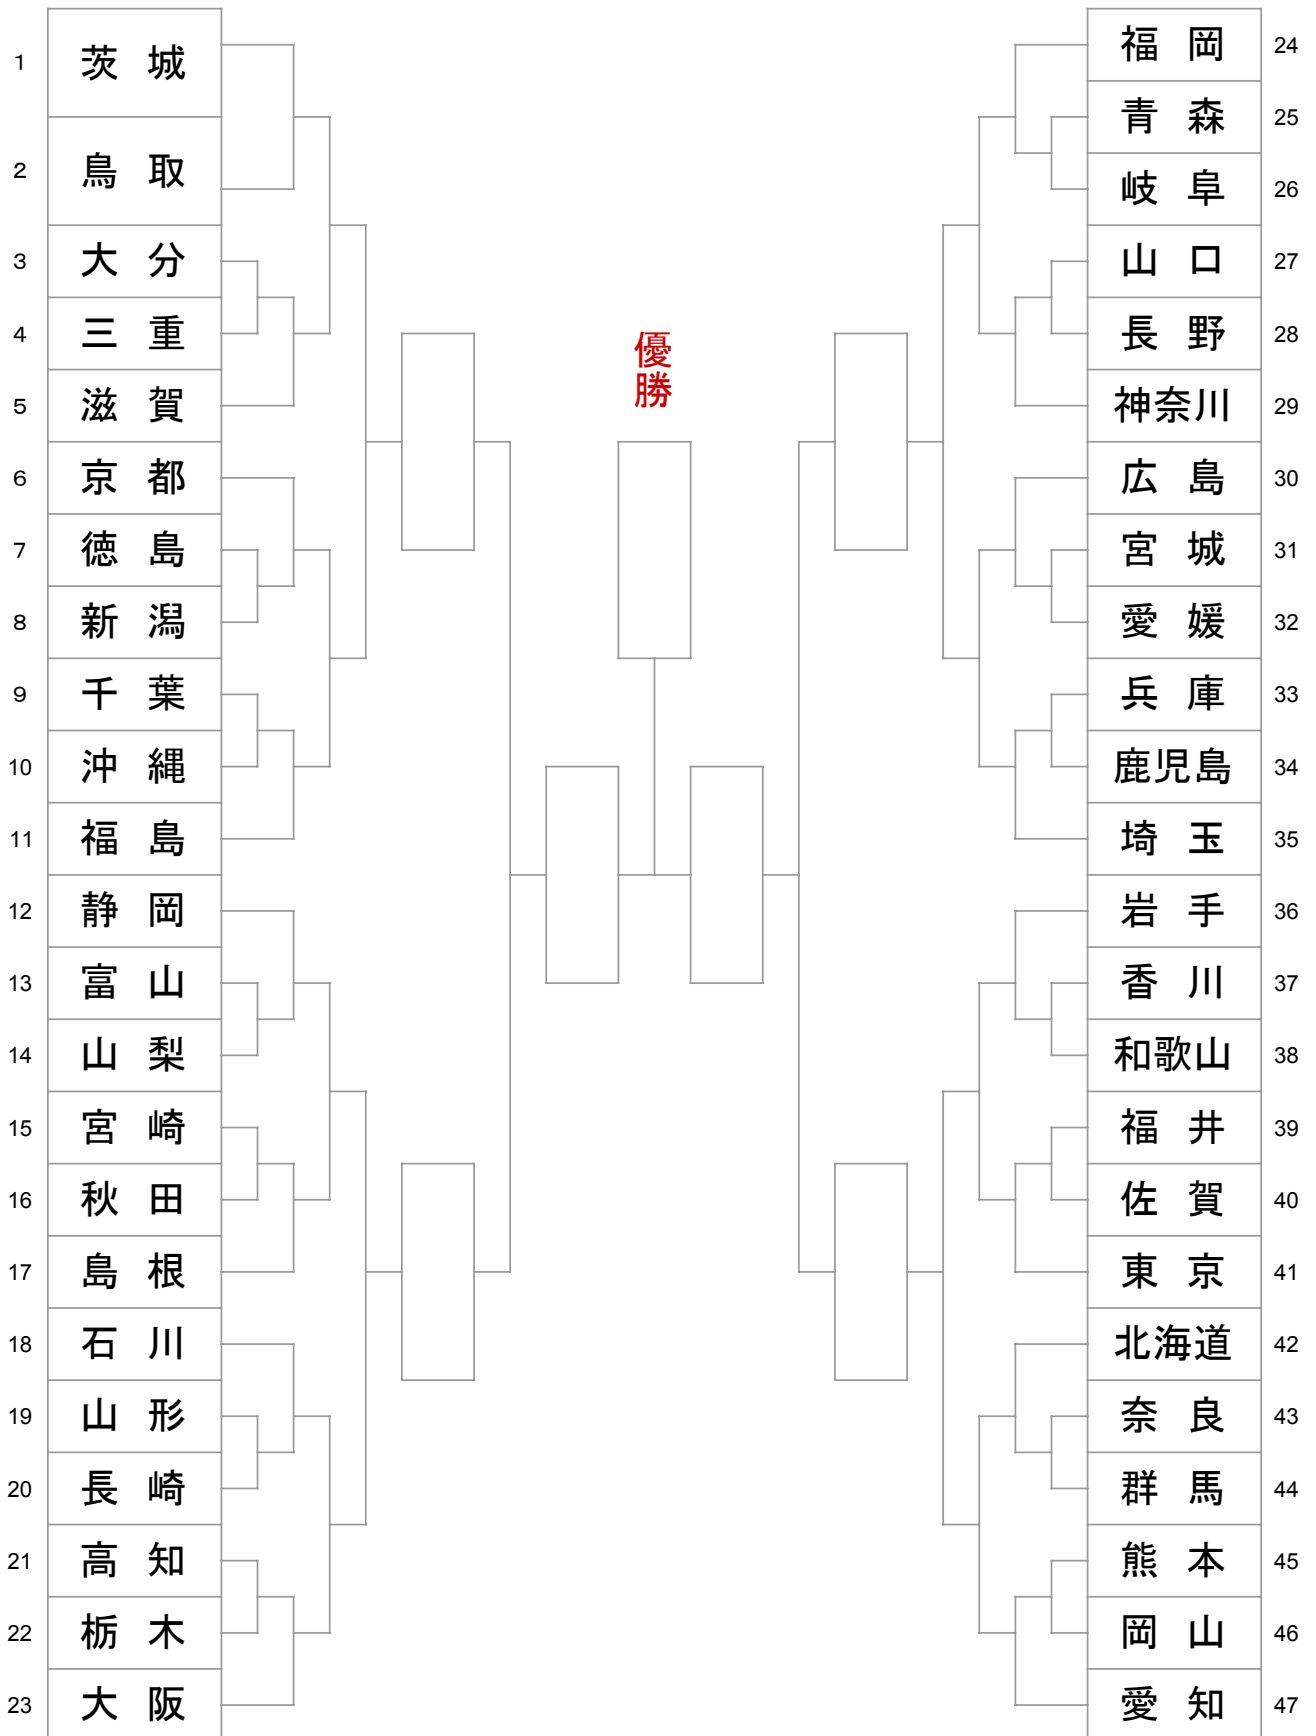 1 茨城
2 鳥取
3 大分
4 三重
5 滋賀
6 京都
7 徳島
8 新潟
9 千葉
10 沖縄
11 福島
12 静岡
13 富山
14 山梨
15 宮崎
16 秋田
17 島根
18 石川
19 山形
20 長崎
21 高知
22 栃木
23 大阪
優勝
福岡 24
青森 25
岐阜 26
山口 27
長野 28
神奈川 29
広島 30
宮城 31
愛媛 32
兵庫 33
鹿児島 34
埼玉 35
岩手 36
香川 37
和歌山 38
福井 39
佐賀 40
東京 41
北海道 42
奈良 43
群馬 44
熊本 45
岡山 46
愛知 47